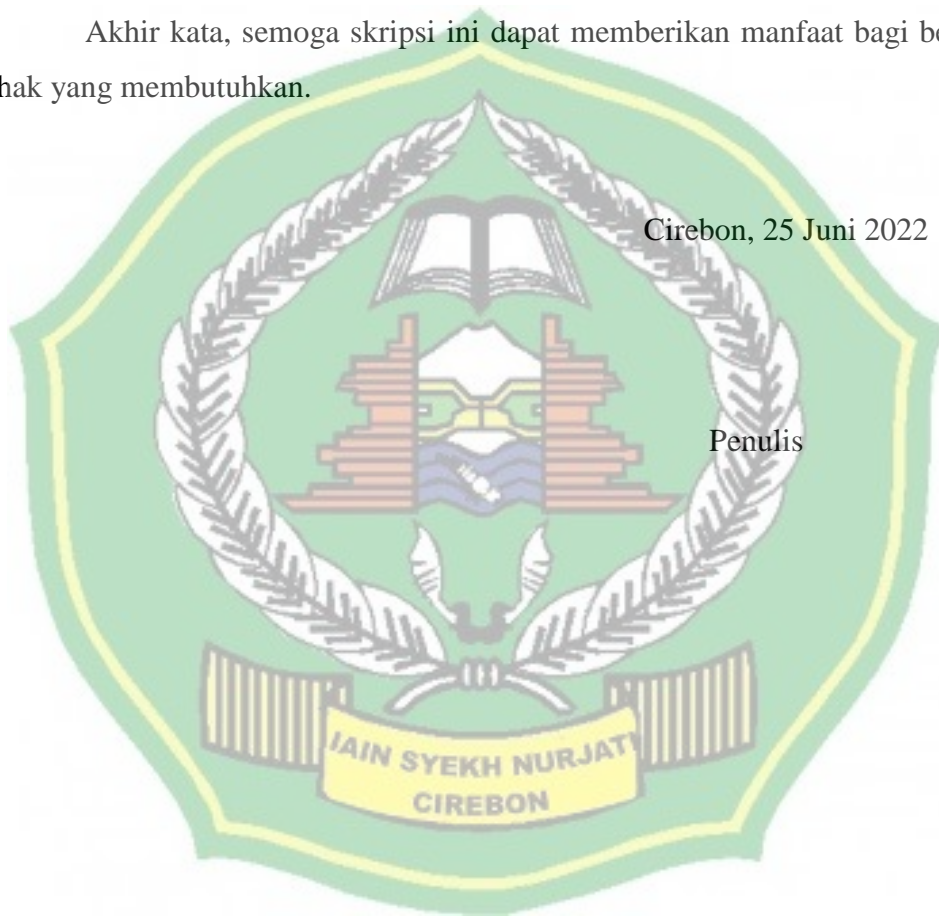 Akhir kata, semoga skripsi ini dapat memberikan manfaat bagi
yang membutuhkan.
Cirebon, 25 Juni 2022
Penulis
IAIN SYEKH NURJATI
CIREBON